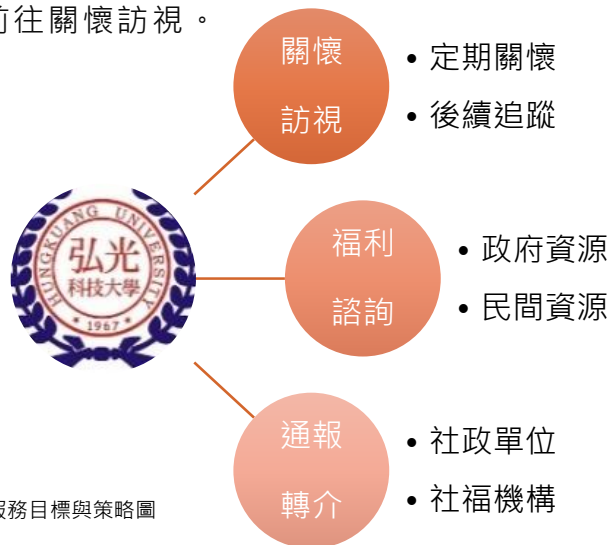 前往關懷訪視。
關懷
訪視
• 定期關懷
• 後續追蹤
HUNGKUANG UNIVERSITY
弘光
科技大學
• 1967 •
福利
諮詢
• 政府資源
• 民間資源
通報
轉介
• 社政單位
• 社福機構
服務目標與策略圖